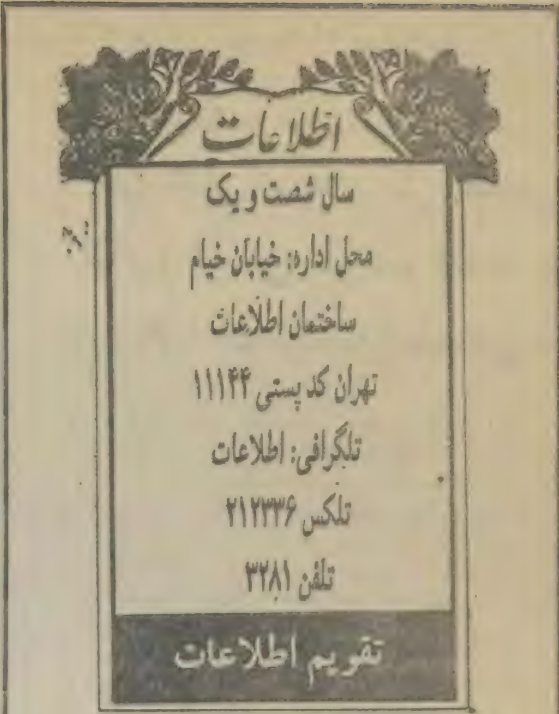 اطلاعات
سال شصت و یک
محل اداره: خیابان خیام
ساختمان اطلاعات
تهران کد پستی ۱۱۱۴۴
تلگرافی: اطلاعات
تلکس ۲۱۲۳۳۶
تلفن ۳۲۸۱
تقویم اطلاعات